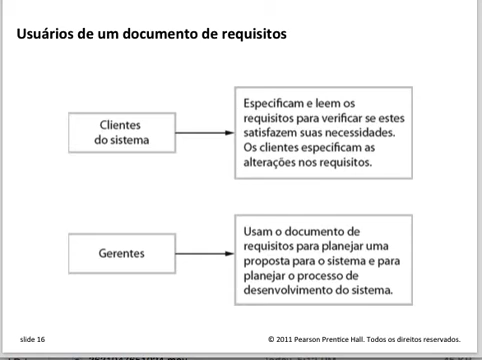 Usuários de um documento de requisitos
Clientes
do sistema
Especificam e leem os
requisitos para verificar se estes
satisfazem suas necessidades.
Os clientes especificam as
alterações nos requisitos.
Gerentes
Usam o documento de
requisitos para planejar uma
proposta para o sistema e para
planejar o processo de
desenvolvimento do sistema.
slide 16
© 2011 Pearson Prentice Hall. Todos os direitos reservados.